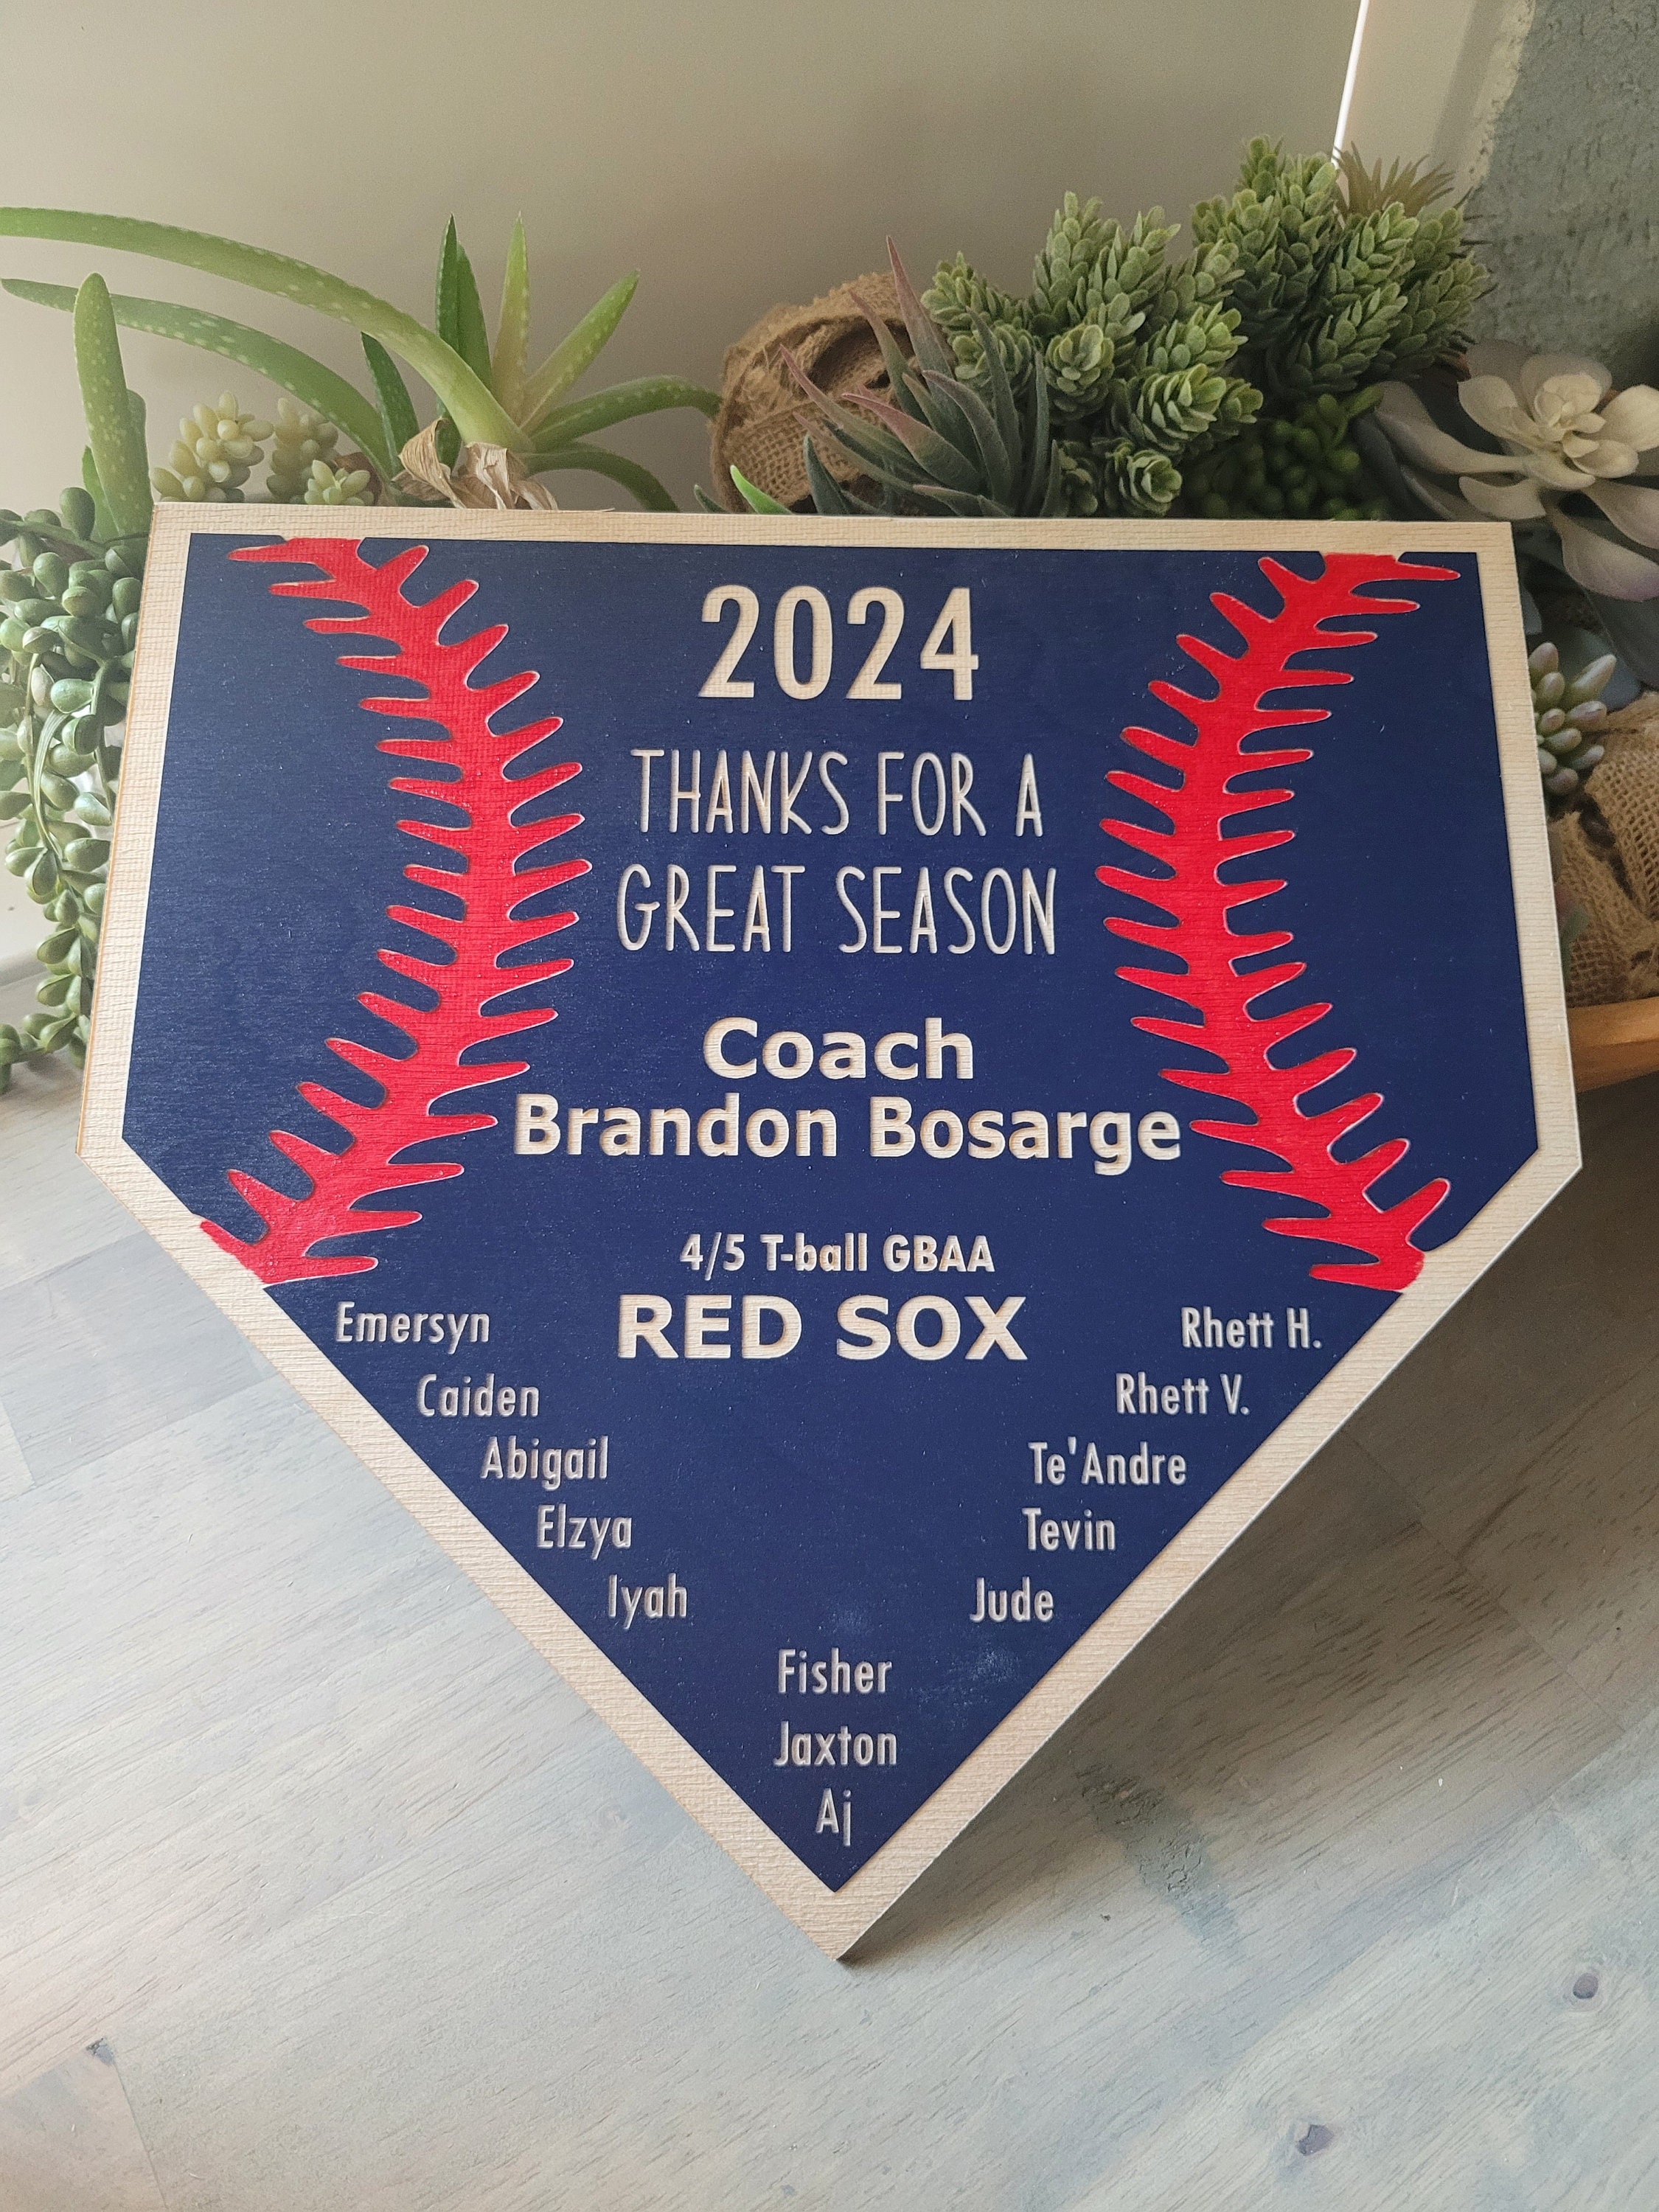 2024
THANKS FOR A
GREAT SEASON
Coach
Brandon Bosarge
4/5 T-ball GBAA
RED SOX
Emersyn
Caiden
Abigail
Elzya
Iyah
Rhett H.
Rhett V.
Te'Andre
Tevin
Jude
Fisher
Jaxton
Aj